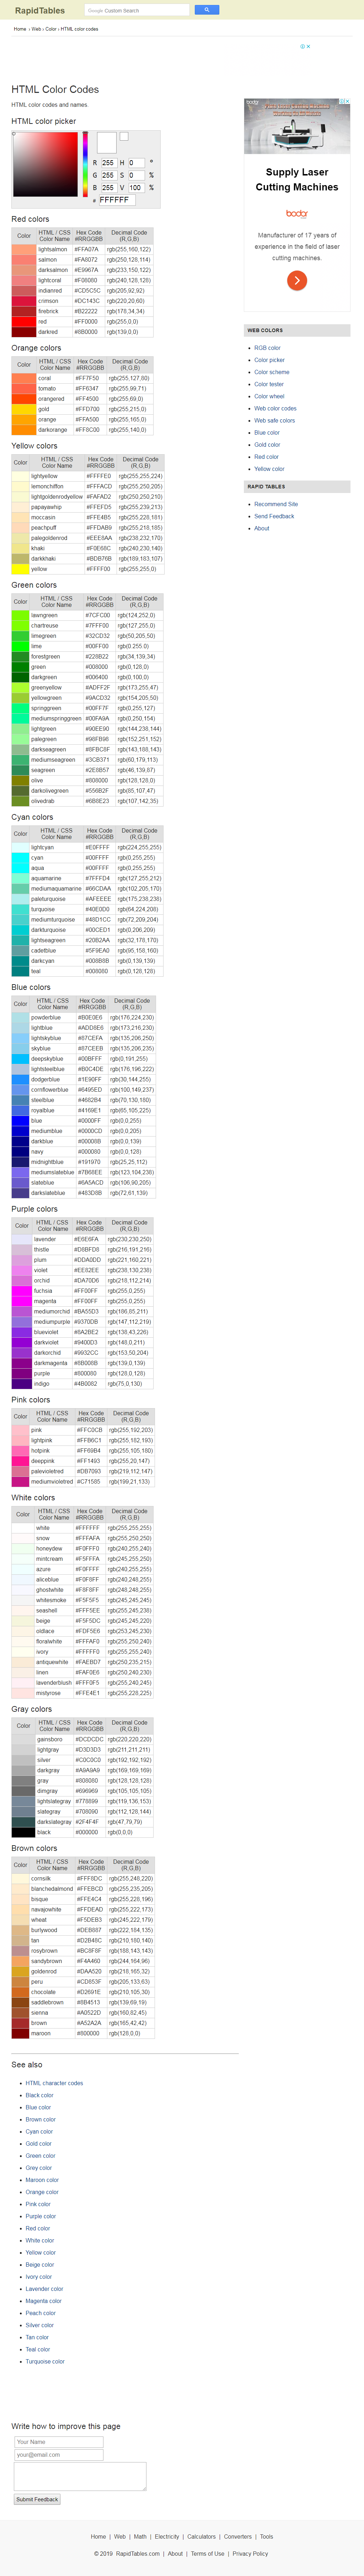 RapidTables
Google Custom Search
Home › Web › Color › HTML color codes
HTML Color Codes
HTML color codes and names.
HTML color picker
R 255 H 0 °
G 255 S 0 %
B 255 V 100 %
# FFFFFF
Red colors
Color HTML / CSS Color Name Hex Code #RRGGBB Decimal Code (R,G,B)
lightsalmon #FFA07A rgb(255,160,122)
salmon #FA8072 rgb(250,128,114)
darksalmon #E9967A rgb(233,150,122)
lightcoral #F08080 rgb(240,128,128)
indianred #CD5C5C rgb(205,92,92)
crimson #DC143C rgb(220,20,60)
firebrick #B22222 rgb(178,34,34)
red #FF0000 rgb(255,0,0)
darkred #8B0000 rgb(139,0,0)
Orange colors
Color HTML / CSS Color Name Hex Code #RRGGBB Decimal Code (R,G,B)
coral #FF7F50 rgb(255,127,80)
tomato #FF6347 rgb(255,99,71)
orangered #FF4500 rgb(255,69,0)
gold #FFD700 rgb(255,215,0)
orange #FFA500 rgb(255,165,0)
darkorange #FF8C00 rgb(255,140,0)
Yellow colors
Color HTML / CSS Color Name Hex Code #RRGGBB Decimal Code (R,G,B)
lightyellow #FFFFE0 rgb(255,255,224)
lemonchiffon #FFFACD rgb(255,250,205)
lightgoldenrodyellow #FAFAD2 rgb(250,250,210)
papayawhip #FFEFD5 rgb(255,239,213)
moccasin #FFE4B5 rgb(255,228,181)
peachpuff #FFDAB9 rgb(255,218,185)
palegoldenrod #EEE8AA rgb(238,232,170)
khaki #F0E68C rgb(240,230,140)
darkkhaki #BDB76B rgb(189,183,107)
yellow #FFFF00 rgb(255,255,0)
Green colors
Color HTML / CSS Color Name Hex Code #RRGGBB Decimal Code (R,G,B)
lawngreen #7CFC00 rgb(124,252,0)
chartreuse #7FFF00 rgb(127,255,0)
limegreen #32CD32 rgb(50,205,50)
lime #00FF00 rgb(0.255.0)
forestgreen #228B22 rgb(34,139,34)
green #008000 rgb(0,128,0)
darkgreen #006400 rgb(0,100,0)
greenyellow #ADFF2F rgb(173,255,47)
yellowgreen #9ACD32 rgb(154,205,50)
springgreen #00FF7F rgb(0,255,127)
mediumspringgreen #00FA9A rgb(0,250,154)
lightgreen #90EE90 rgb(144,238,144)
palegreen #98FB98 rgb(152,251,152)
darkseagreen #8FBC8F rgb(143,188,143)
mediumseagreen #3CB371 rgb(60,179,113)
seagreen #2E8B57 rgb(46,139,87)
olive #808000 rgb(128,128,0)
darkolivegreen #556B2F rgb(85,107,47)
olivedrab #6B8E23 rgb(107,142,35)
Cyan colors
Color HTML / CSS Color Name Hex Code #RRGGBB Decimal Code (R,G,B)
lightcyan #E0FFFF rgb(224,255,255)
cyan #00FFFF rgb(0,255,255)
aqua #00FFFF rgb(0,255,255)
aquamarine #7FFFD4 rgb(127,255,212)
mediumaquamarine #66CDAA rgb(102,205,170)
paleturquoise #AFEEEE rgb(175,238,238)
turquoise #40E0D0 rgb(64,224,208)
mediumturquoise #48D1CC rgb(72,209,204)
darkturquoise #00CED1 rgb(0,206,209)
lightseagreen #20B2AA rgb(32,178,170)
cadetblue #5F9EA0 rgb(95,158,160)
darkcyan #008B8B rgb(0,139,139)
teal #008080 rgb(0,128,128)
Blue colors
Color HTML / CSS Color Name Hex Code #RRGGBB Decimal Code (R,G,B)
powderblue #B0E0E6 rgb(176,224,230)
lightblue #ADD8E6 rgb(173,216,230)
lightskyblue #87CEFA rgb(135,206,250)
skyblue #87CEEB rgb(135,206,235)
deepskyblue #00BFFF rgb(0,191,255)
lightsteelblue #B0C4DE rgb(176,196,222)
dodgerblue #1E90FF rgb(30,144,255)
cornflowerblue #6495ED rgb(100,149,237)
steelblue #4682B4 rgb(70,130,180)
royalblue #4169E1 rgb(65,105,225)
blue #0000FF rgb(0,0,255)
mediumblue #0000CD rgb(0,0,205)
darkblue #00008B rgb(0,0,139)
navy #000080 rgb(0,0,128)
midnightblue #191970 rgb(25,25,112)
mediumslateblue #7B68EE rgb(123,104,238)
slateblue #6A5ACD rgb(106,90,205)
darkslateblue #483D8B rgb(72,61,139)
Purple colors
Color HTML / CSS Color Name Hex Code #RRGGBB Decimal Code (R,G,B)
lavender #E6E6FA rgb(230,230,250)
thistle #D8BFD8 rgb(216,191,216)
plum #DDA0DD rgb(221,160,221)
violet #EE82EE rgb(238,130,238)
orchid #DA70D6 rgb(218,112,214)
fuchsia #FF00FF rgb(255,0,255)
magenta #FF00FF rgb(255,0,255)
mediumorchid #BA55D3 rgb(186,85,211)
mediumpurple #9370DB rgb(147,112,219)
blueviolet #8A2BE2 rgb(138,43,226)
darkviolet #9400D3 rgb(148,0,211)
darkorchid #9932CC rgb(153,50,204)
darkmagenta #8B008B rgb(139,0,139)
purple #800080 rgb(128,0,128)
indigo #4B0082 rgb(75,0,130)
Pink colors
Color HTML / CSS Color Name Hex Code #RRGGBB Decimal Code (R,G,B)
pink #FFC0CB rgb(255,192,203)
lightpink #FFB6C1 rgb(255,182,193)
hotpink #FF69B4 rgb(255,105,180)
deeppink #FF1493 rgb(255,20,147)
palevioletred #DB7093 rgb(219,112,147)
mediumvioletred #C71585 rgb(199,21,133)
White colors
Color HTML / CSS Color Name Hex Code #RRGGBB Decimal Code (R,G,B)
white #FFFFFF rgb(255,255,255)
snow #FFFAFA rgb(255,250,250)
honeydew #F0FFF0 rgb(240,255,240)
mintcream #F5FFFA rgb(245,255,250)
azure #F0FFFF rgb(240,255,255)
aliceblue #F0F8FF rgb(240,248,255)
ghostwhite #F8F8FF rgb(248,248,255)
whitesmoke #F5F5F5 rgb(245,245,245)
seashell #FFF5EE rgb(255,245,238)
beige #F5F5DC rgb(245,245,220)
oldlace #FDF5E6 rgb(253,245,230)
floralwhite #FFFAF0 rgb(255,250,240)
ivory #FFFFF0 rgb(255,255,240)
antiquewhite #FAEBD7 rgb(250,235,215)
linen #FAF0E6 rgb(250,240,230)
lavenderblush #FFF0F5 rgb(255,240,245)
mistyrose #FFE4E1 rgb(255,228,225)
Gray colors
Color HTML / CSS Color Name Hex Code #RRGGBB Decimal Code (R,G,B)
gainsboro #DCDCDC rgb(220,220,220)
lightgray #D3D3D3 rgb(211,211,211)
silver #C0C0C0 rgb(192,192,192)
darkgray #A9A9A9 rgb(169,169,169)
gray #808080 rgb(128,128,128)
dimgray #696969 rgb(105,105,105)
lightslategray #778899 rgb(119,136,153)
slategray #708090 rgb(112,128,144)
darkslategray #2F4F4F rgb(47,79,79)
black #000000 rgb(0,0,0)
Brown colors
Color HTML / CSS Color Name Hex Code #RRGGBB Decimal Code (R,G,B)
cornsilk #FFF8DC rgb(255,248,220)
blanchedalmond #FFEBCD rgb(255,235,205)
bisque #FFE4C4 rgb(255,228,196)
navajowhite #FFDEAD rgb(255,222,173)
wheat #F5DEB3 rgb(245,222,179)
burlywood #DEB887 rgb(222,184,135)
tan #D2B48C rgb(210,180,140)
rosybrown #BC8F8F rgb(188,143,143)
sandybrown #F4A460 rgb(244,164,96)
goldenrod #DAA520 rgb(218,165,32)
peru #CD853F rgb(205,133,63)
chocolate #D2691E rgb(210,105,30)
saddlebrown #8B4513 rgb(139,69,19)
sienna #A0522D rgb(160,82,45)
brown #A52A2A rgb(165,42,42)
maroon #800000 rgb(128,0,0)
See also
HTML character codes
Black color
Blue color
Brown color
Cyan color
Gold color
Green color
Grey color
Maroon color
Orange color
Pink color
Purple color
Red color
White color
Yellow color
Beige color
Ivory color
Lavender color
Magenta color
Peach color
Silver color
Tan color
Teal color
Turquoise color
Write how to improve this page
Your Name
your@email.com
Submit Feedback
bodor
Supply Laser
Cutting Machines
bodor
Manufacturer of 17 years of
experience in the field of laser
cutting machines.
WEB COLORS
RGB color
Color picker
Color scheme
Color tester
Color wheel
Web color codes
Web safe colors
Blue color
Gold color
Red color
Yellow color
RAPID TABLES
Recommend Site
Send Feedback
About
Home | Web | Math | Electricity | Calculators | Converters | Tools
© 2019 RapidTables.com | About | Terms of Use | Privacy Policy